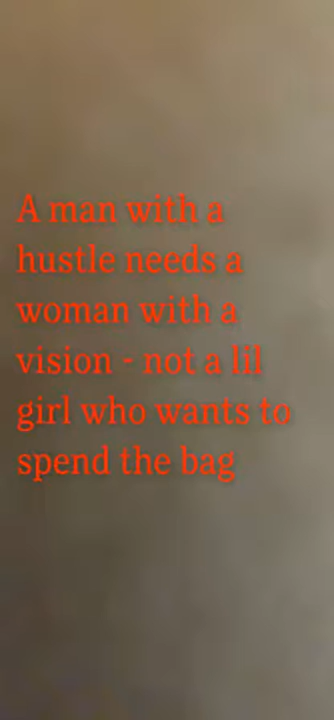 A man with a
hustle needs a
woman with a
vision - not a lil
girl who wants to
spend the bag